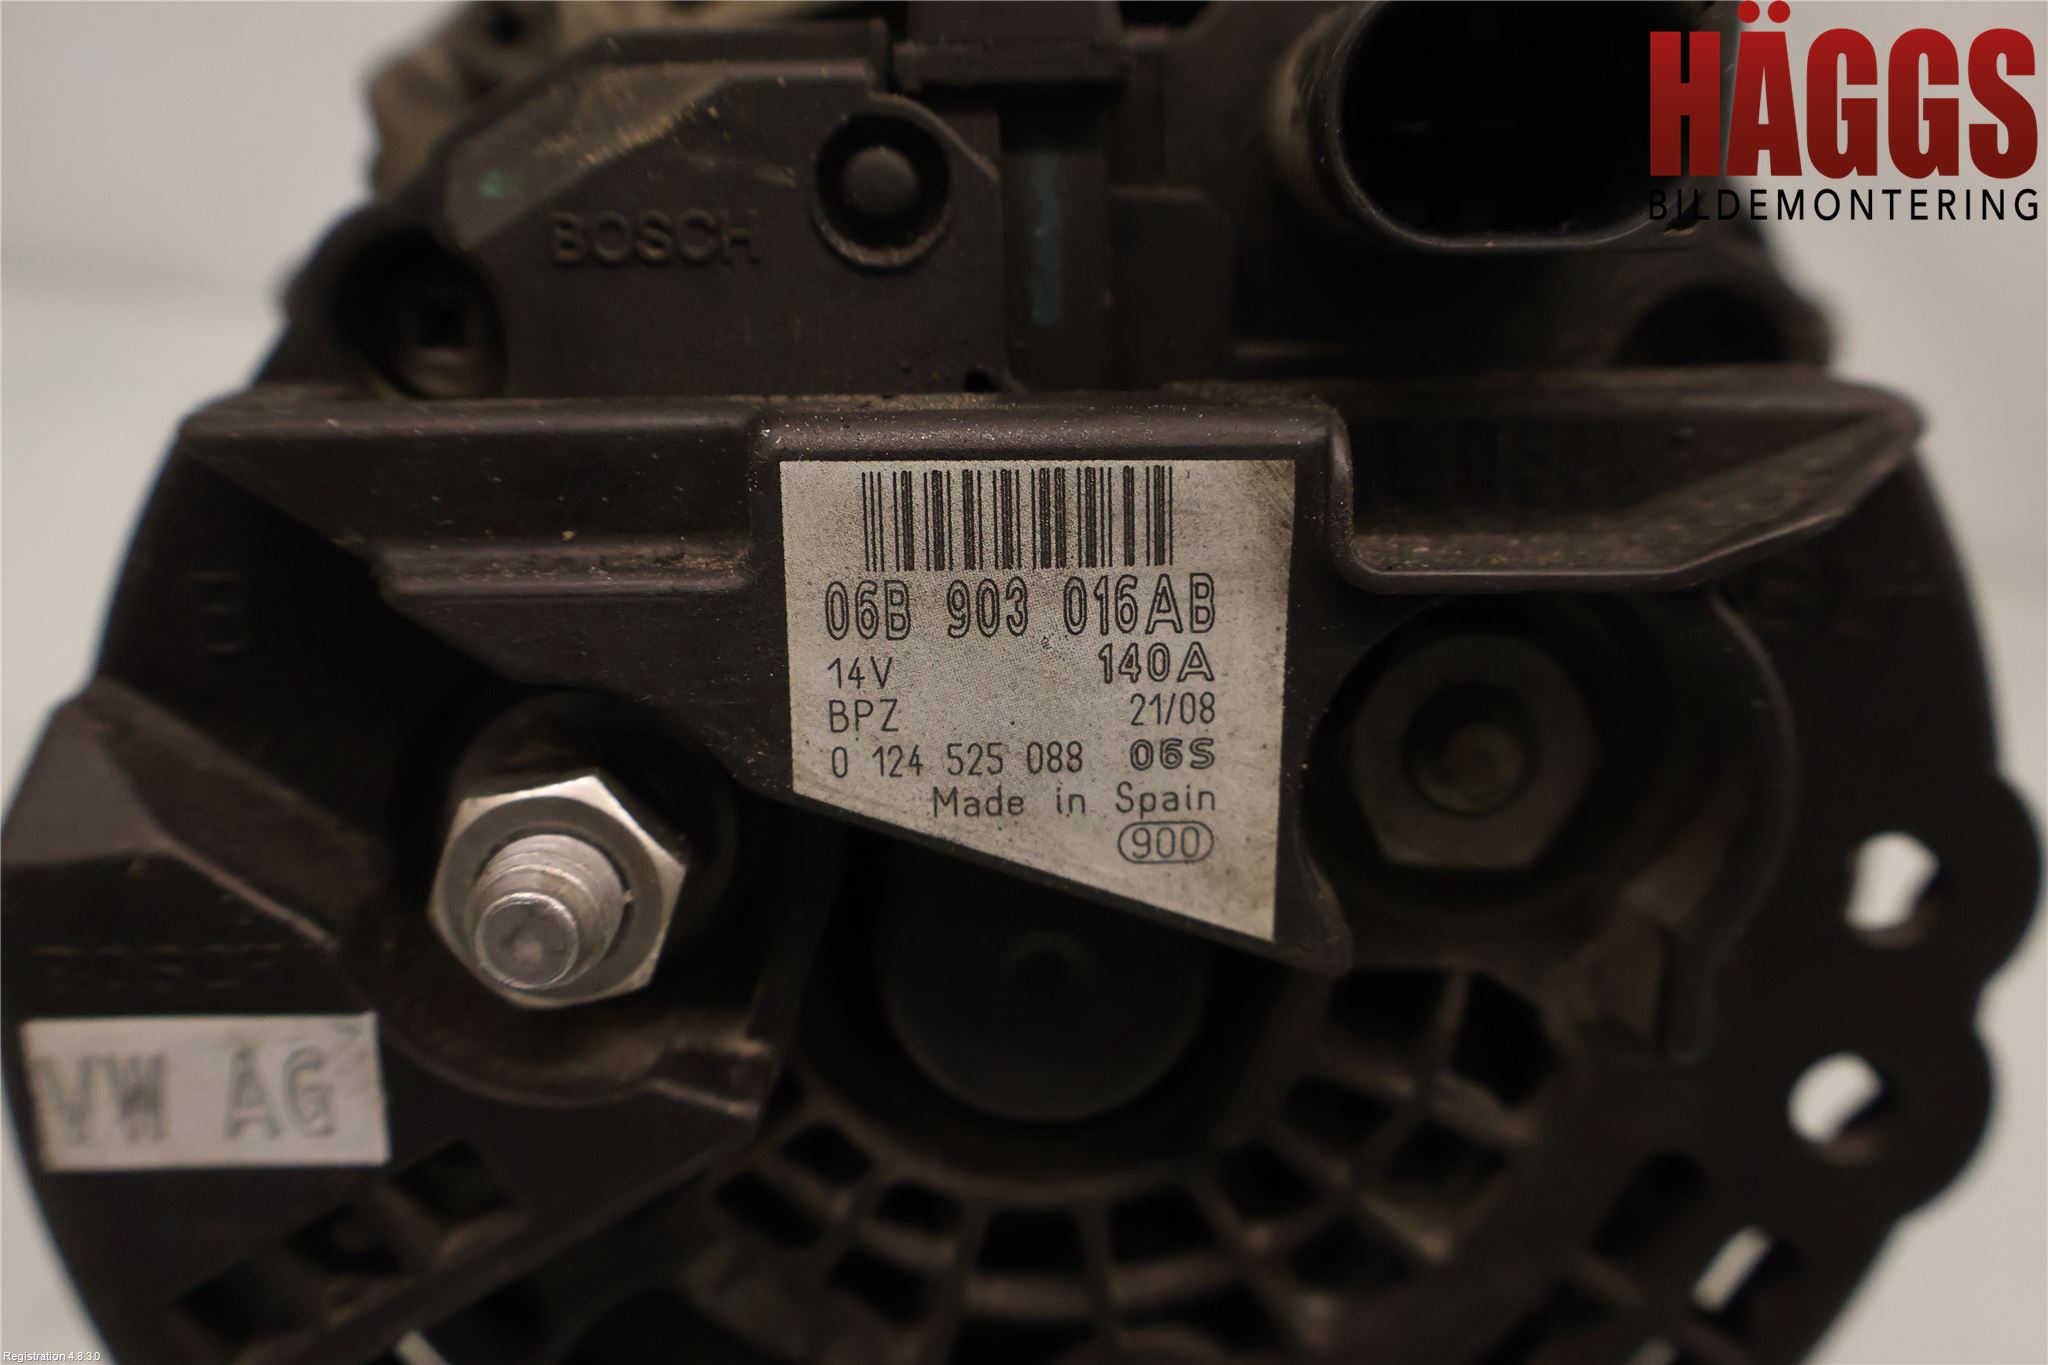 HÄGGS
BILDEMONTERING
BOSCH
06B 903 016AB
14V 140A
BPZ 21/08
0 124 525 088 06S
Made in Spain
900
VW AG
Registration 4.8.3.0